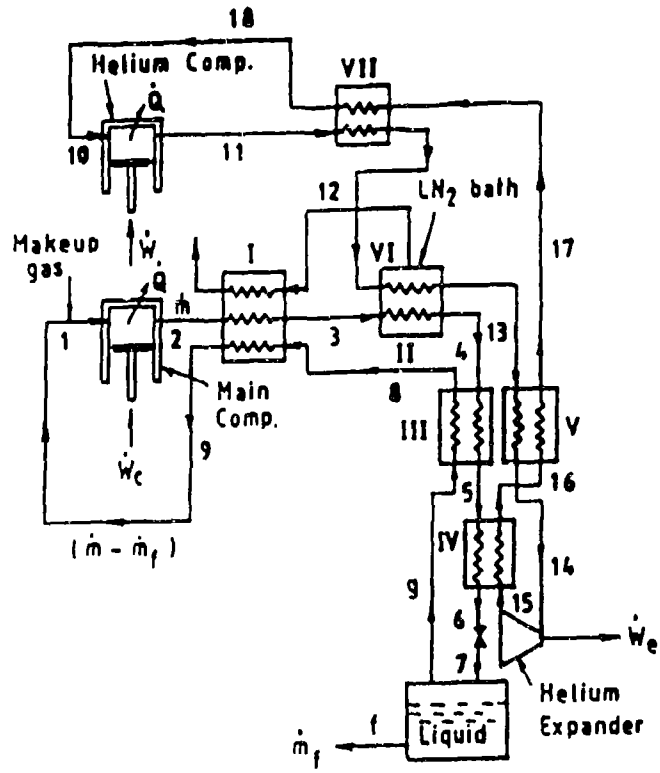 18
Helium Comp.
VII
Q̇
10
11
12
LN₂ bath
Ẇ
I
VI
17
Makeup
gas
Q̇
ṁ
1
2
3
II
4
13
8
Main
Comp.
III
V
9
Ẇc
5
16
(ṁ - ṁf)
IV
14
g
6
15
Ẇe
7
Helium
Expander
Liquid
ṁf
f